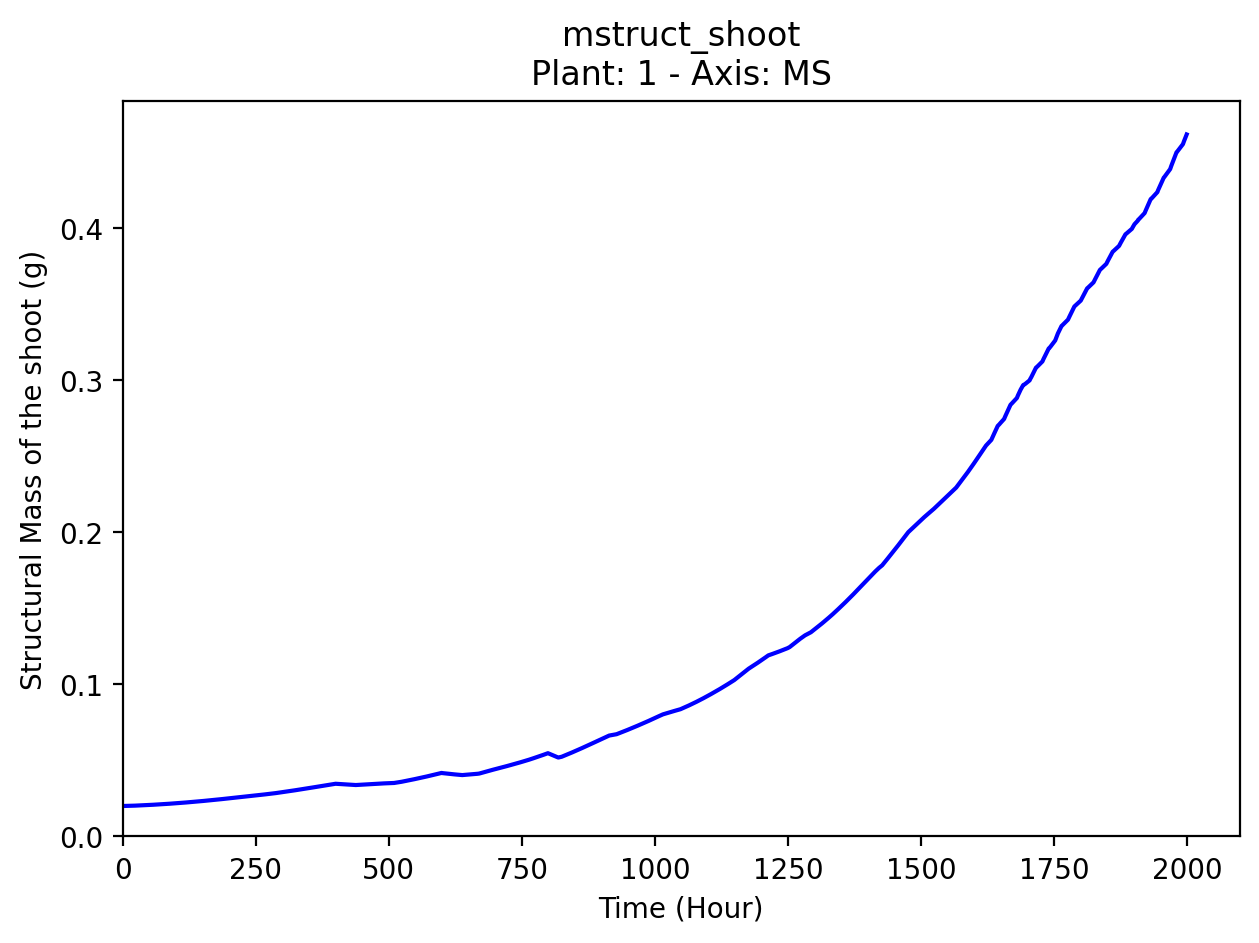 mstruct_shoot
Plant: 1 - Axis: MS
Structural Mass of the shoot (g)
0.4
0.3
0.2
0.1
0.0
0 250 500 750 1000 1250 1500 1750 2000
Time (Hour)